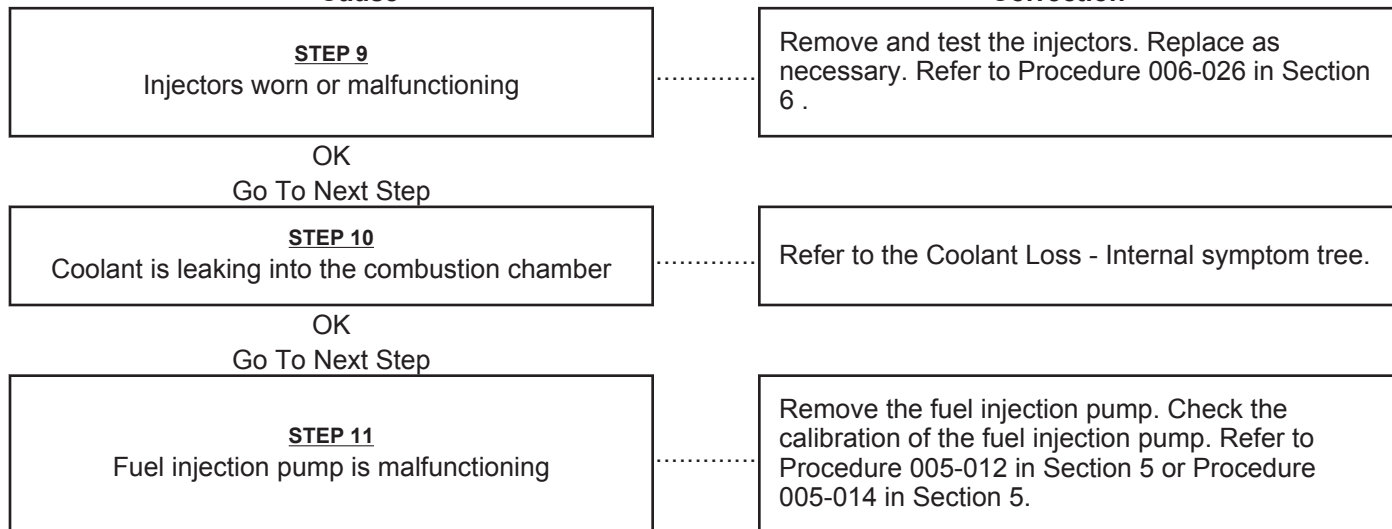 STEP 9
Injectors worn or malfunctioning
.............
Remove and test the injectors. Replace as
necessary. Refer to Procedure 006-026 in Section
6 .
OK
Go To Next Step
STEP 10
Coolant is leaking into the combustion chamber
.............
Refer to the Coolant Loss - Internal symptom tree.
OK
Go To Next Step
STEP 11
Fuel injection pump is malfunctioning
.............
Remove the fuel injection pump. Check the
calibration of the fuel injection pump. Refer to
Procedure 005-012 in Section 5 or Procedure
005-014 in Section 5.